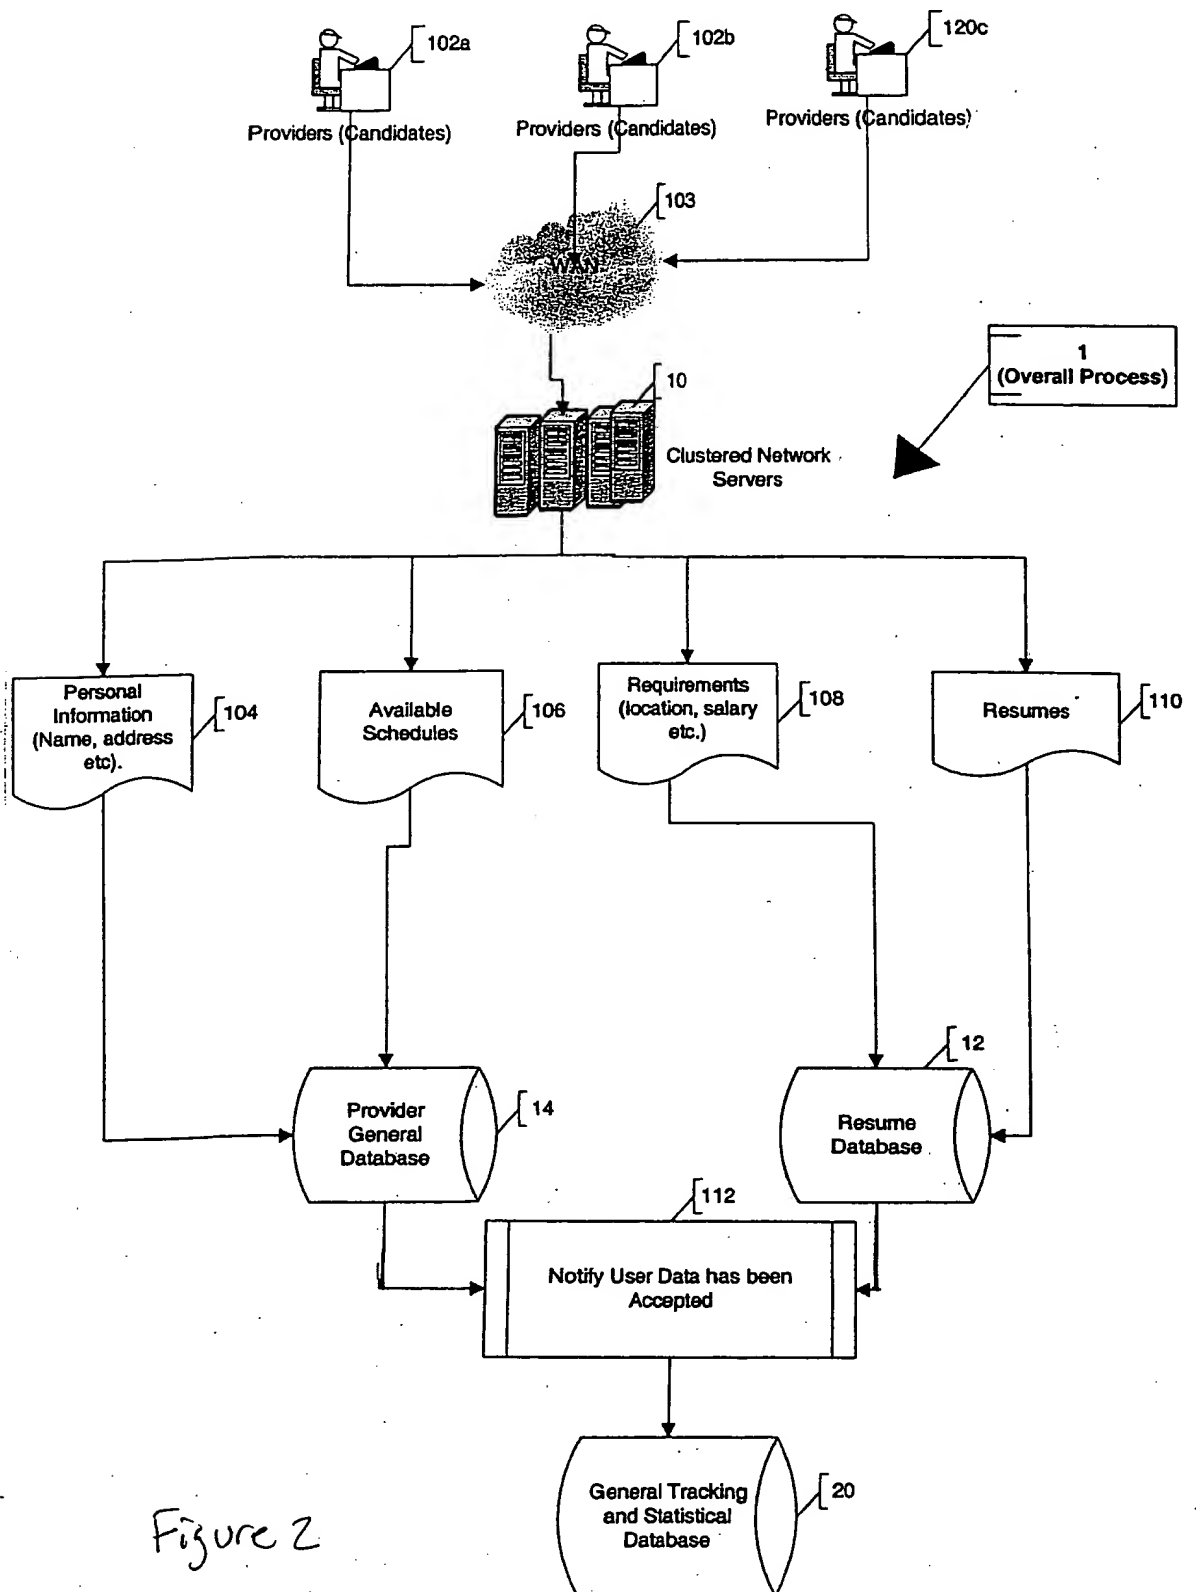 102a
102b
120c
Providers (Candidates)
Providers (Candidates)
Providers (Candidates)
103
WAN
1
(Overall Process)
10
Clustered Network
Servers
Personal
Information
(Name, address
etc).
104
Available
Schedules
106
Requirements
(location, salary
etc.)
108
Resumes
110
Provider
General
Database
14
Resume
Database
12
112
Notify User Data has been
Accepted
General Tracking
and Statistical
Database
20
Figure 2